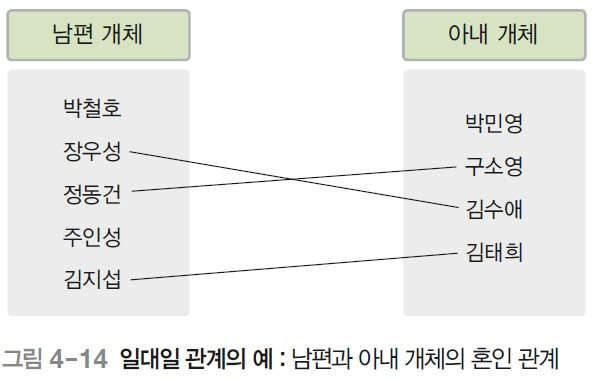 남편 개체
아내 개체
박철호
장우성
정동건
주인성
김지섭
박민영
구소영
김수애
김태희
그림 4-14 일대일 관계의 예 : 남편과 아내 개체의 혼인 관계